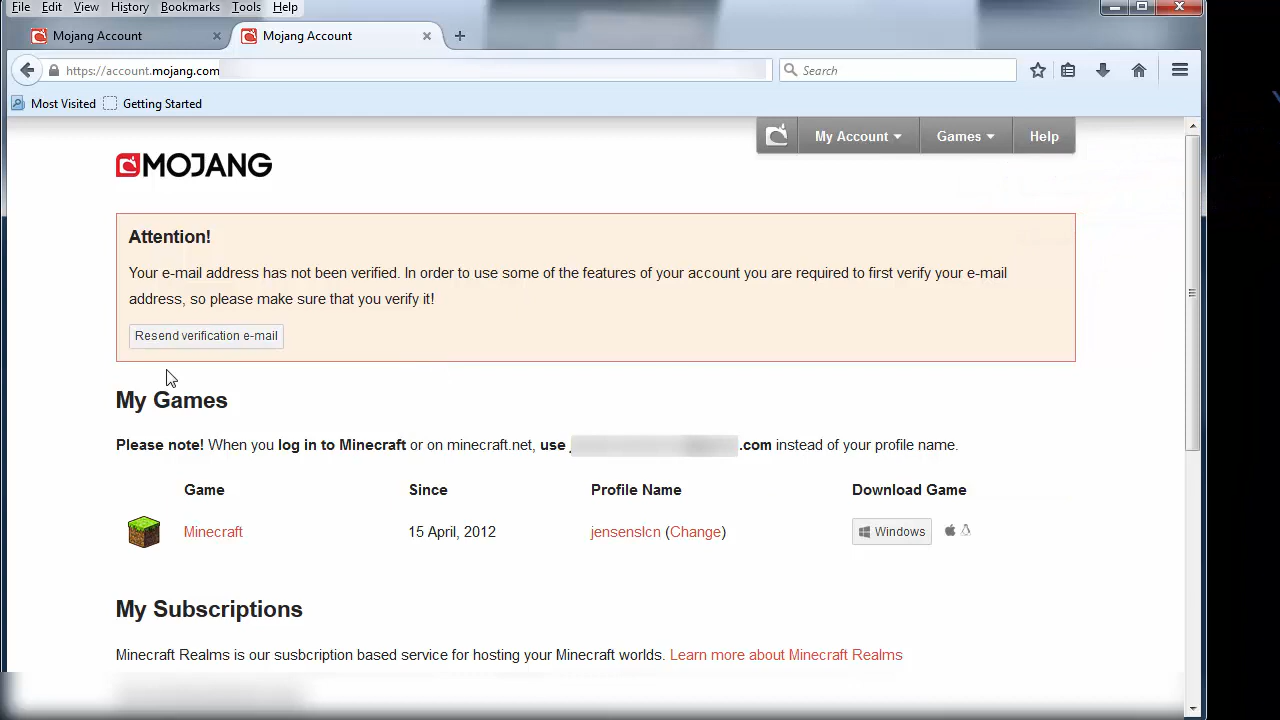 File Edit View History Bookmarks Tools Help
Mojang Account × Mojang Account × +
https://account.mojang.com Search
Most Visited Getting Started
My Account Games Help
MOJANG
Attention!
Your e-mail address has not been verified. In order to use some of the features of your account you are required to first verify your e-mail
address, so please make sure that you verify it!
Resend verification e-mail
My Games
Please note! When you log in to Minecraft or on minecraft.net, use .com instead of your profile name.
Game Since Profile Name Download Game
Minecraft 15 April, 2012 jensenslcn (Change) Windows
My Subscriptions
Minecraft Realms is our susbcription based service for hosting your Minecraft worlds. Learn more about Minecraft Realms